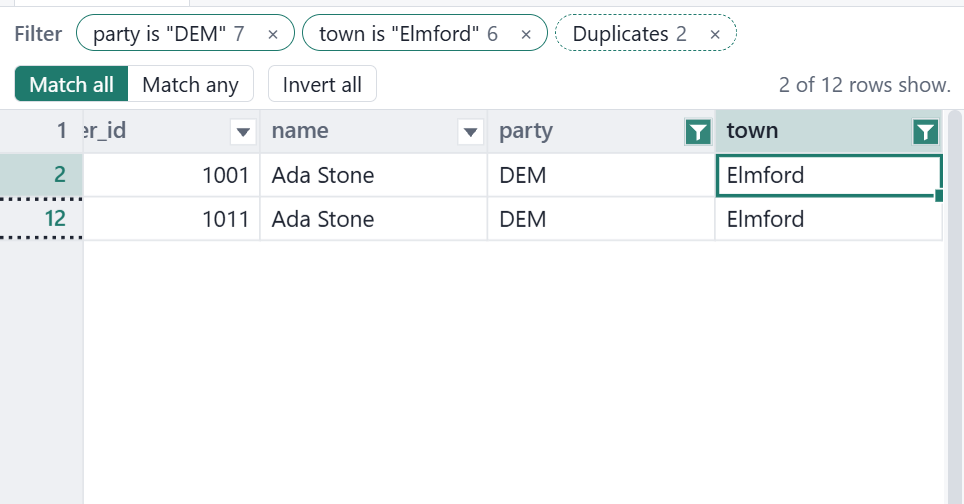 Filter party is "DEM" 7 × town is "Elmford" 6 × Duplicates 2 ×
Match all Match any Invert all 2 of 12 rows show.
1 er_id name party town
2 1001 Ada Stone DEM Elmford
12 1011 Ada Stone DEM Elmford